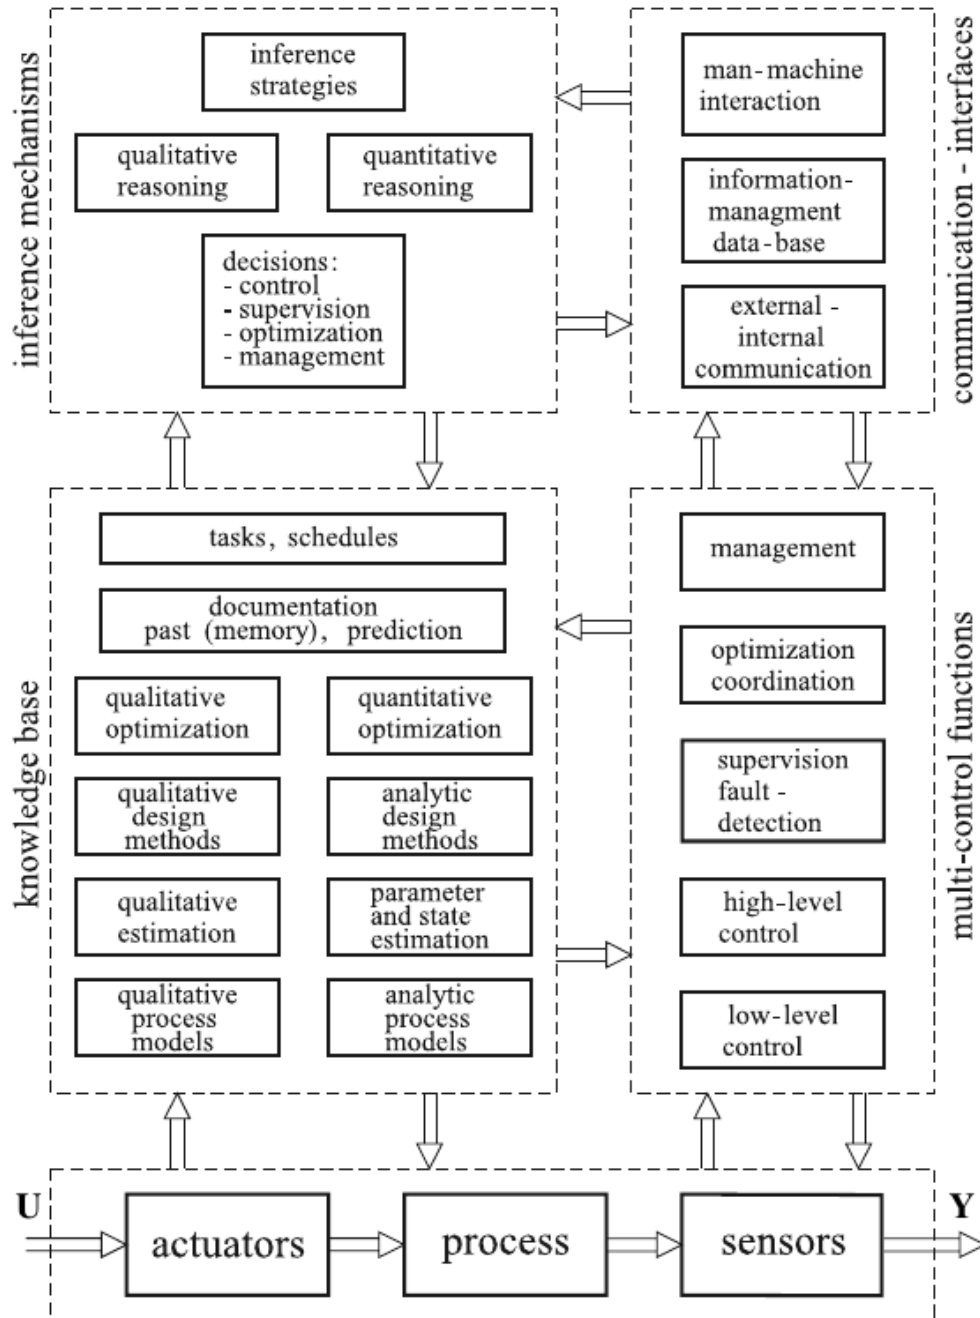 inference mechanisms
inference
strategies
qualitative
reasoning
quantitative
reasoning
decisions:
- control
- supervision
- optimization
- management
communication - interfaces
man-machine
interaction
information-
managment
data-base
external -
internal
communication
knowledge base
tasks, schedules
documentation
past (memory), prediction
qualitative
optimization
quantitative
optimization
qualitative
design
methods
analytic
design
methods
qualitative
estimation
parameter
and state
estimation
qualitative
process
models
analytic
process
models
multi-control functions
management
optimization
coordination
supervision
fault -
detection
high-level
control
low-level
control
U
actuators
process
sensors
Y